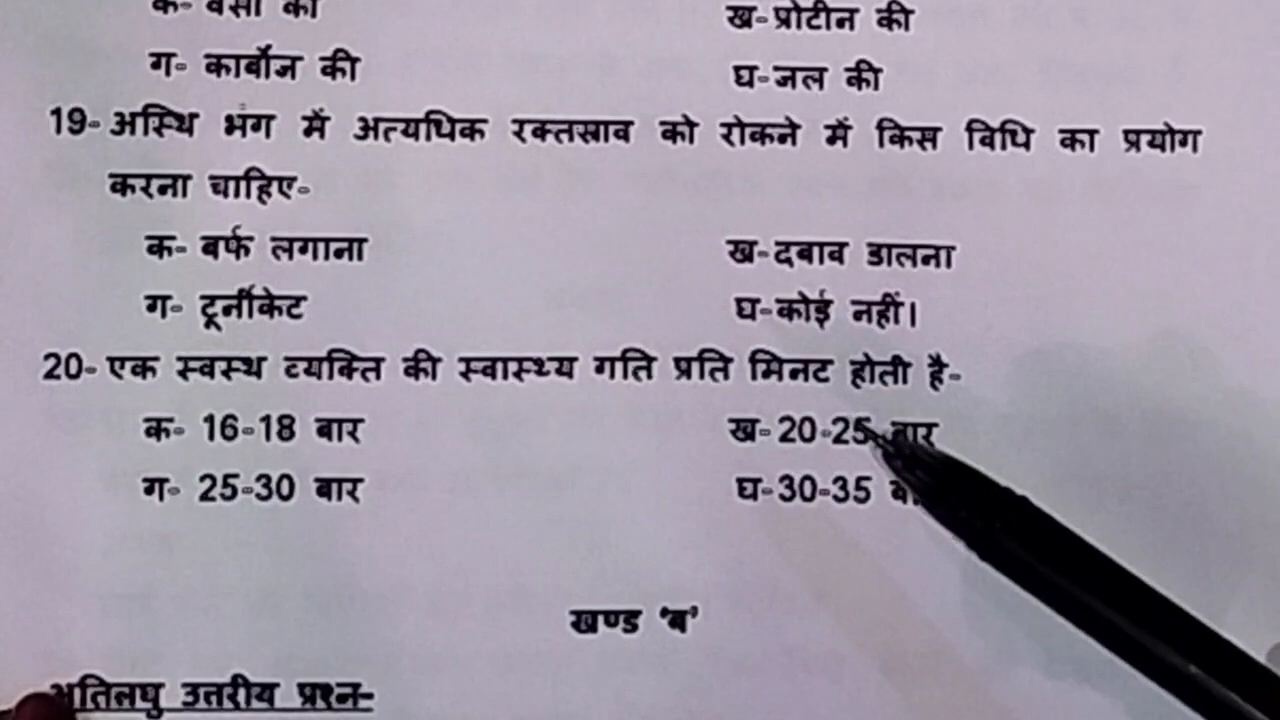 क- वसा की ख- प्रोटीन की
ग- कार्वोज की घ-जल की
19- अस्थि भंग में अत्यधिक रक्तस्राव को रोकने में किस विधि का प्रयोग
करना चाहिए-
क- बर्फ लगाना ख-दबाव डालना
ग- टूर्नीकेट घ-कोई नहीं।
20- एक स्वस्थ व्यक्ति की स्वास्थ्य गति प्रति मिनट होती है-
क- 16-18 बार ख- 20-25 बार
ग- 25-30 बार घ-30-35
खण्ड 'ब'
अतिलघु उत्तरीय प्रश्न-